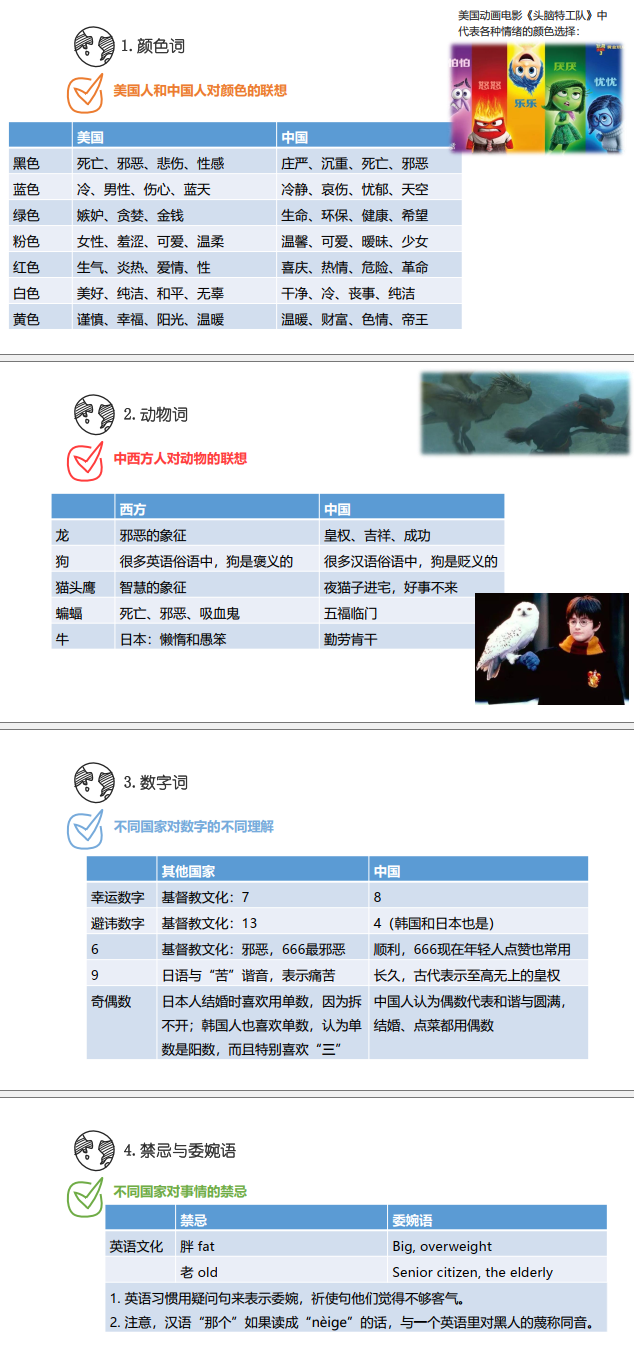 美国动画电影《头脑特工队》中
代表各种情绪的颜色选择：
1. 颜色词
美国人和中国人对颜色的联想
怕怕
怒怒
乐乐
厌厌
忧忧
美国 中国
黑色 死亡、邪恶、悲伤、性感 庄严、沉重、死亡、邪恶
蓝色 冷、男性、伤心、蓝天 冷静、哀伤、忧郁、天空
绿色 嫉妒、贪婪、金钱 生命、环保、健康、希望
粉色 女性、羞涩、可爱、温柔 温馨、可爱、暧昧、少女
红色 生气、炎热、爱情、性 喜庆、热情、危险、革命
白色 美好、纯洁、和平、无辜 干净、冷、丧事、纯洁
黄色 谨慎、幸福、阳光、温暖 温暖、财富、色情、帝王
2. 动物词
中西方人对动物的联想
西方 中国
龙 邪恶的象征 皇权、吉祥、成功
狗 很多英语俗语中，狗是褒义的 很多汉语俗语中，狗是贬义的
猫头鹰 智慧的象征 夜猫子进宅，好事不来
蝙蝠 死亡、邪恶、吸血鬼 五福临门
牛 日本：懒惰和愚笨 勤劳肯干
3. 数字词
不同国家对数字的不同理解
其他国家 中国
幸运数字 基督教文化：7 8
避讳数字 基督教文化：13 4（韩国和日本也是）
6 基督教文化：邪恶，666最邪恶 顺利，666现在年轻人点赞也常用
9 日语与“苦”谐音，表示痛苦 长久，古代表示至高无上的皇权
奇偶数 日本人结婚时喜欢用单数，因为拆 中国人认为偶数代表和谐与圆满，
不开；韩国人也喜欢单数，认为单 结婚、点菜都用偶数
数是阳数，而且特别喜欢“三”
4. 禁忌与委婉语
不同国家对事情的禁忌
禁忌 委婉语
英语文化 胖 fat Big, overweight
老 old Senior citizen, the elderly
1. 英语习惯用疑问句来表示委婉，祈使句他们觉得不够客气。
2. 注意，汉语“那个”如果读成“nèige”的话，与一个英语里对黑人的蔑称同音。